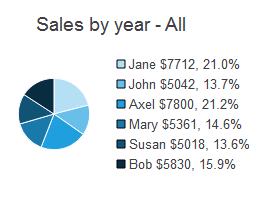 Sales by year - All
Jane $7712, 21.0%
John $5042, 13.7%
Axel $7800, 21.2%
Mary $5361, 14.6%
Susan $5018, 13.6%
Bob $5830, 15.9%